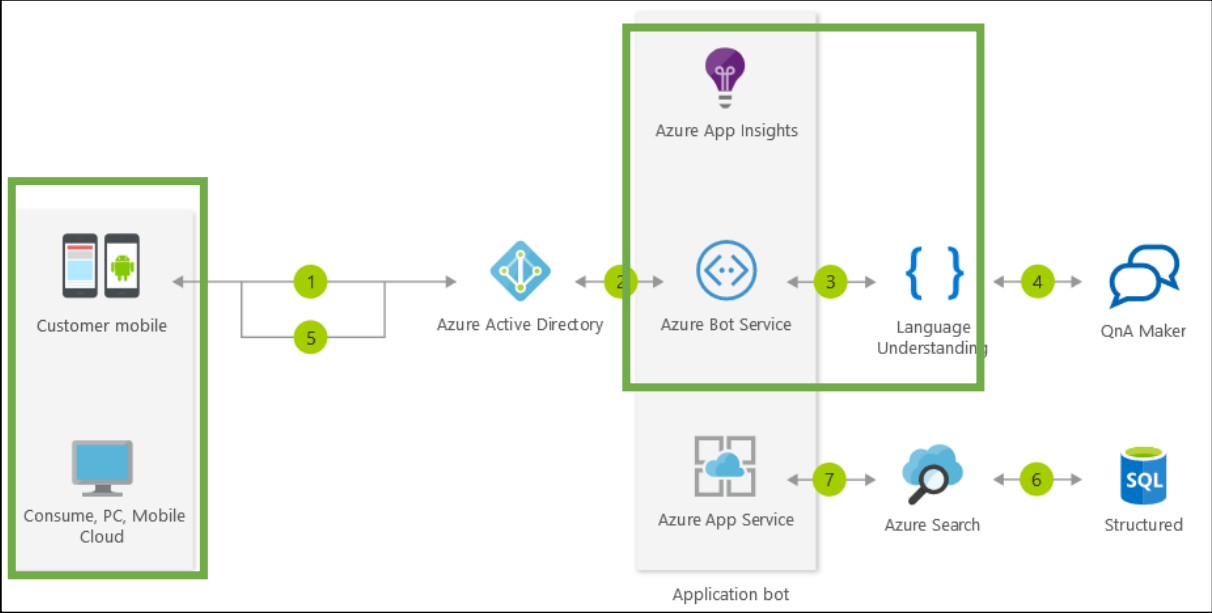 Azure App Insights
Customer mobile
1
5
Azure Active Directory
2
Azure Bot Service
3
Language
Understanding
4
QnA Maker
Consume, PC, Mobile
Cloud
Azure App Service
7
Azure Search
6
SQL
Structured
Application bot